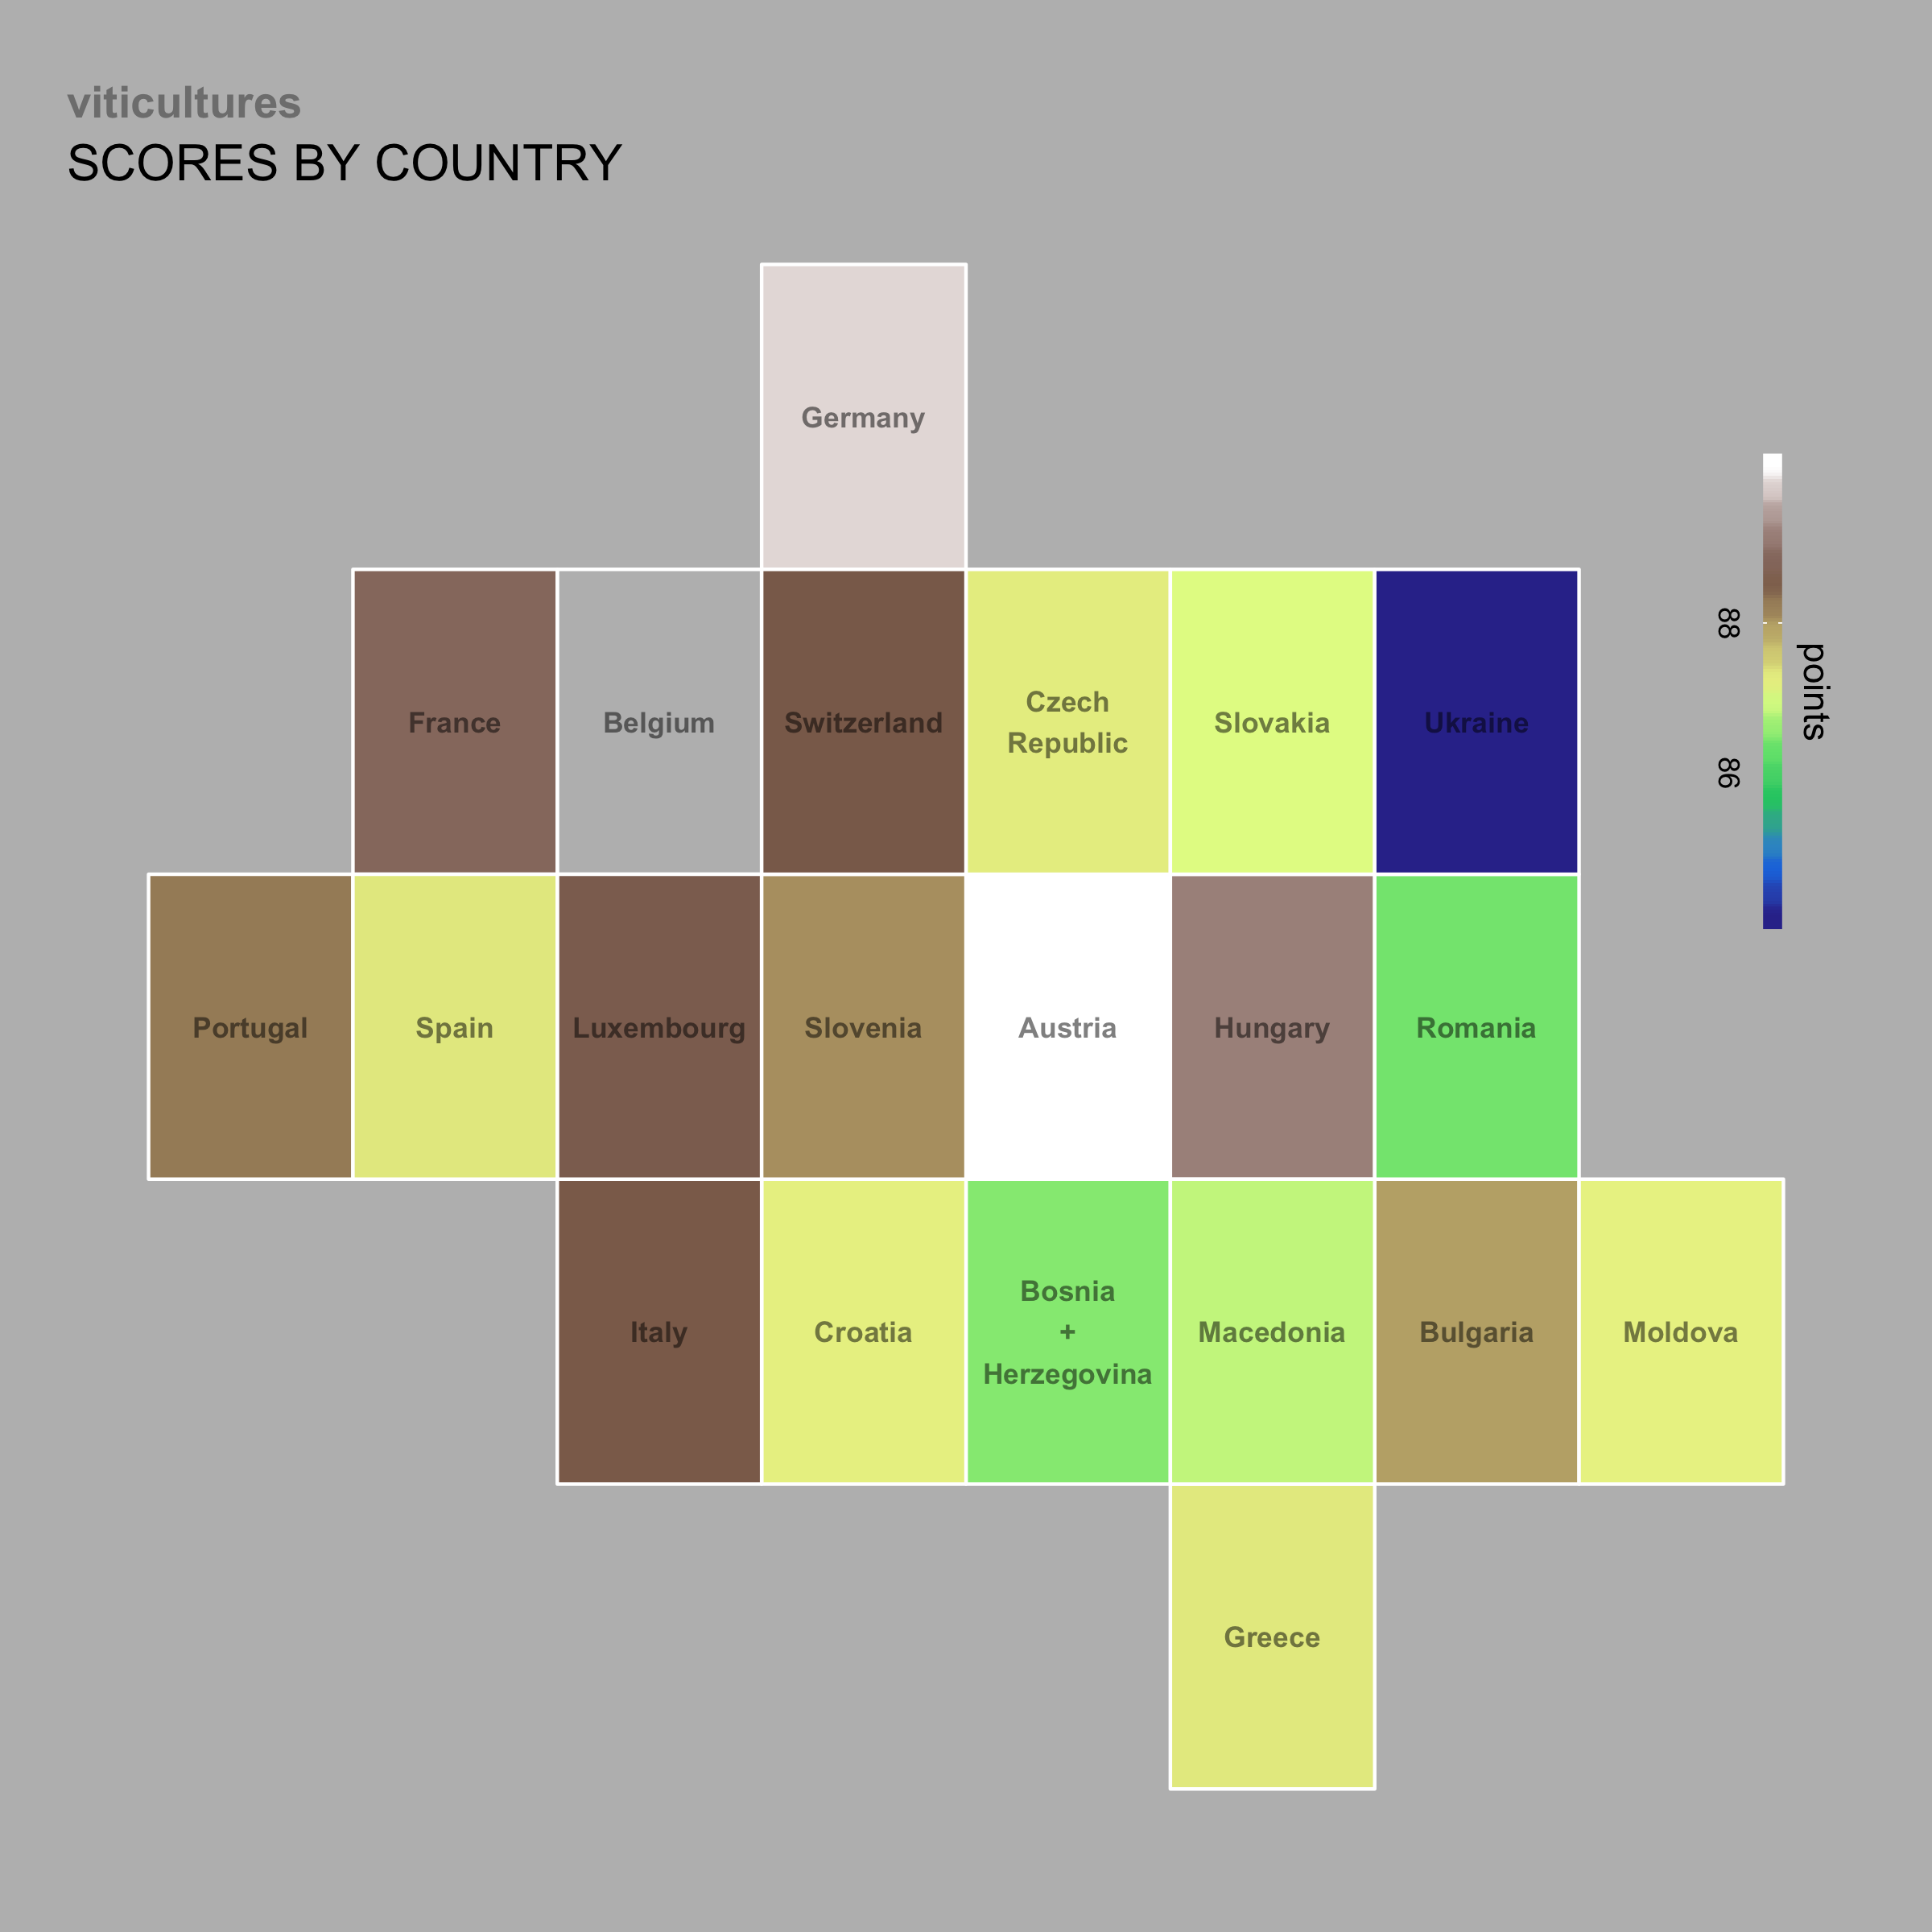 viticultures
SCORES BY COUNTRY
Germany
France
Belgium
Switzerland
Czech
Republic
Slovakia
Ukraine
88
points
86
Portugal
Spain
Luxembourg
Slovenia
Austria
Hungary
Romania
Italy
Croatia
Bosnia
+
Herzegovina
Macedonia
Bulgaria
Moldova
Greece